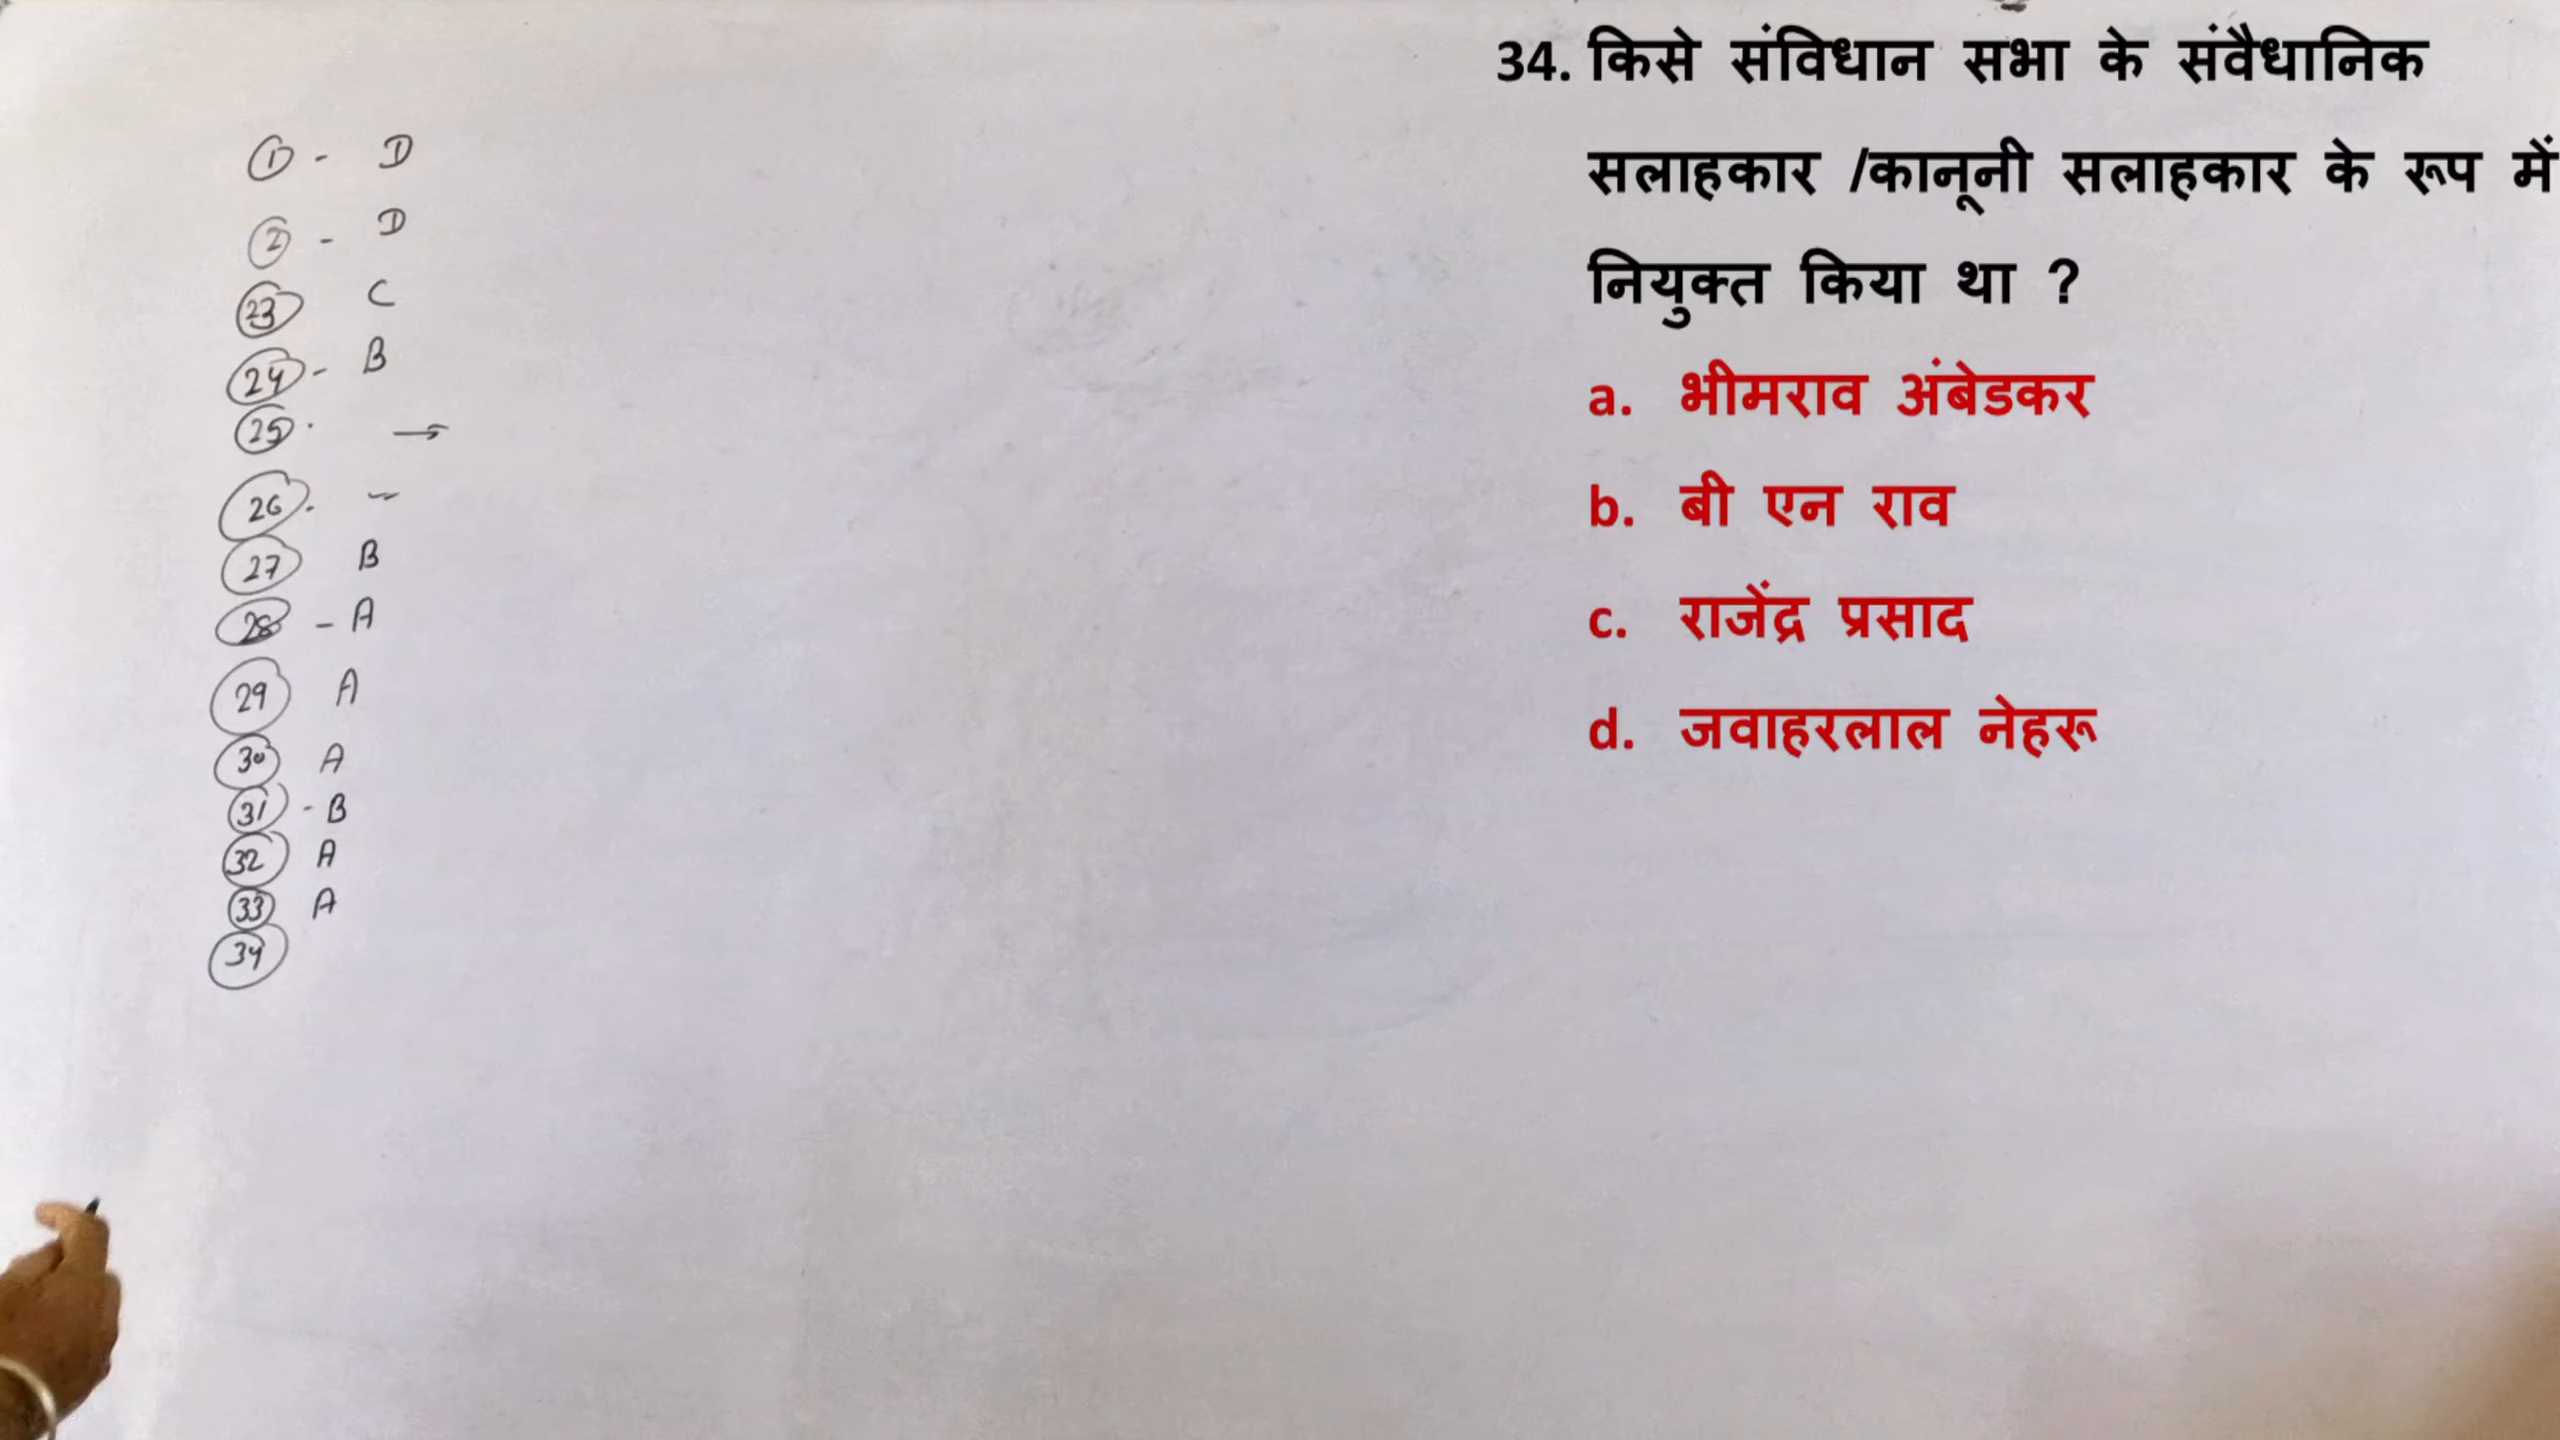 ① - D
② - D
23 C
24 - B
25. →
26. -
27 B
28 - A
29 A
30 A
31 - B
32 A
33 A
34
34. किसे संविधान सभा के संवैधानिक
सलाहकार /कानूनी सलाहकार के रूप में
नियुक्त किया था ?
a. भीमराव अंबेडकर
b. बी एन राव
c. राजेंद्र प्रसाद
d. जवाहरलाल नेहरू